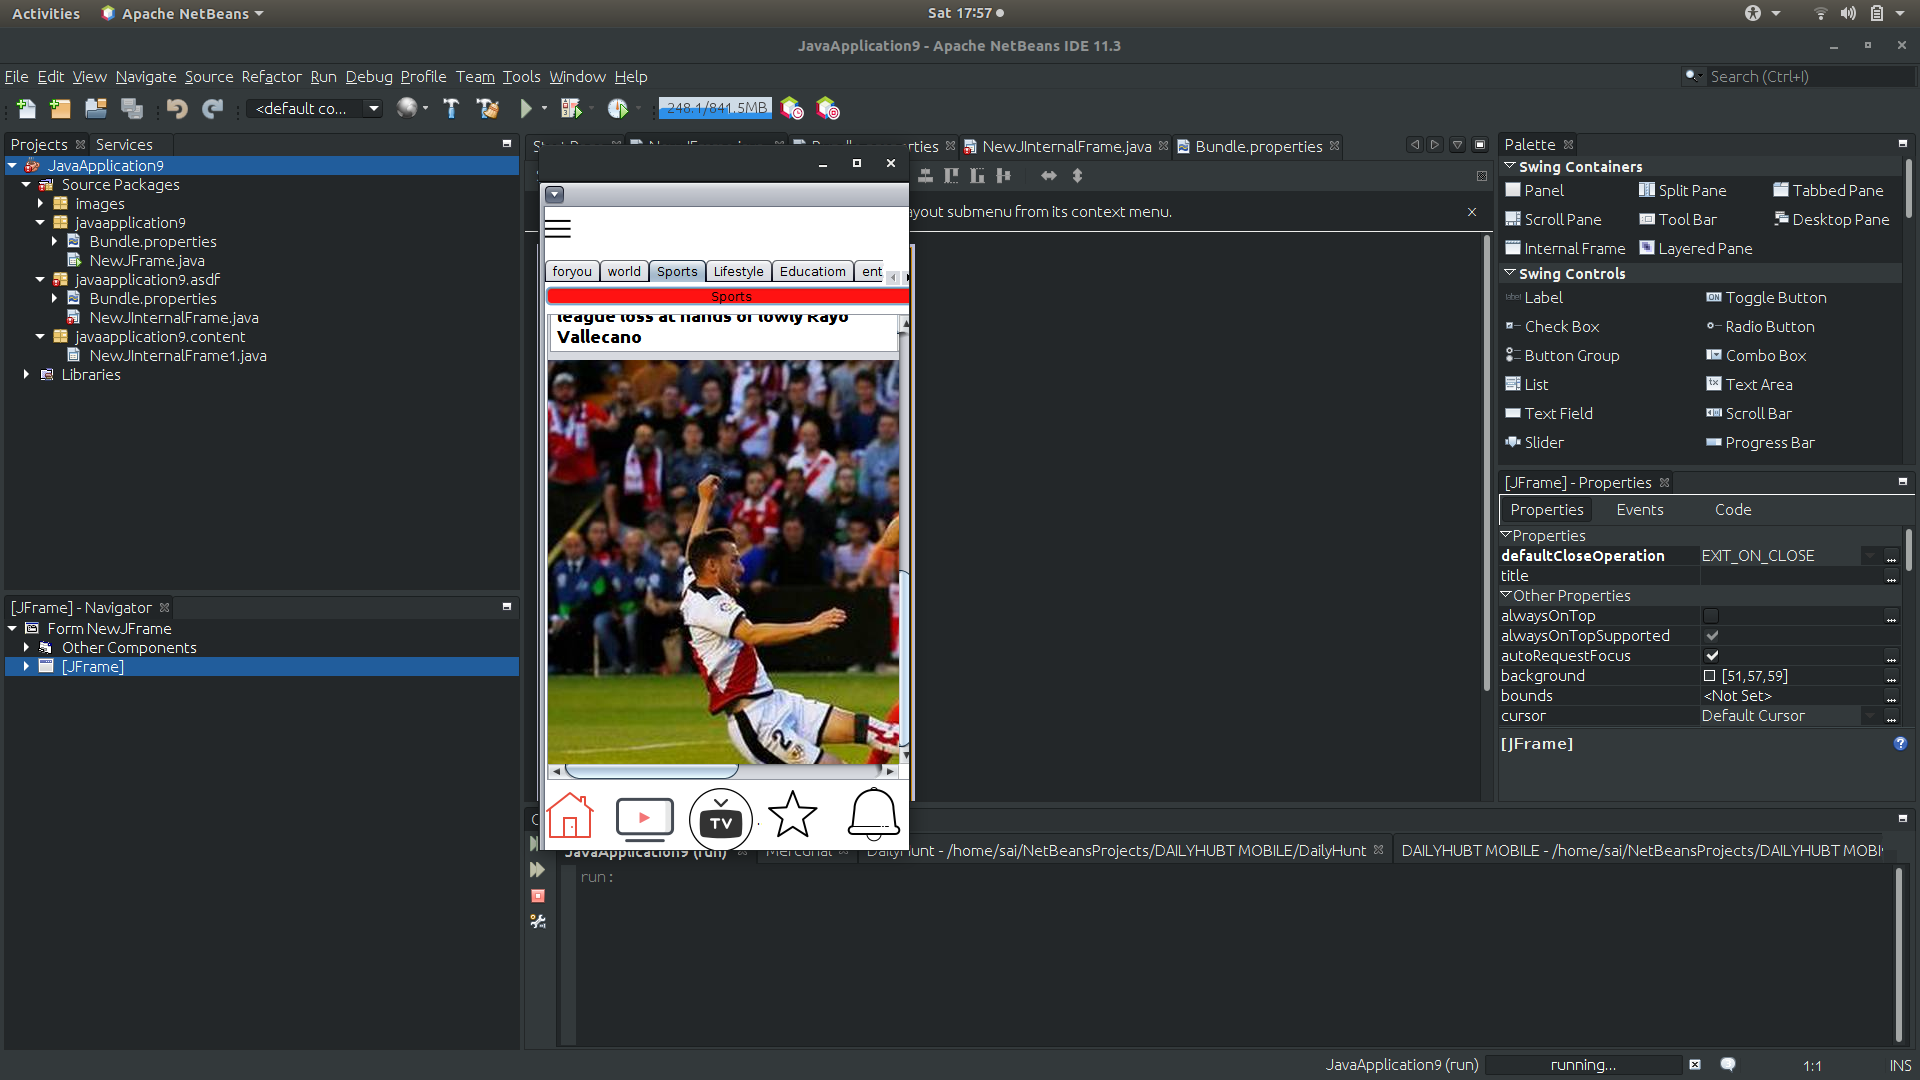 Activities Apache NetBeans Sat 17:57
JavaApplication9 - Apache NetBeans IDE 11.3
File Edit View Navigate Source Refactor Run Debug Profile Team Tools Window Help Search (Ctrl+I)
<default co... 248.1/841.5MB
Projects Services
JavaApplication9
Source Packages
images
javaapplication9
Bundle.properties
NewJFrame.java
javaapplication9.asdf
Bundle.properties
NewJInternalFrame.java
javaapplication9.content
NewJInternalFrame1.java
Libraries
[JFrame] - Navigator
Form NewJFrame
Other Components
[JFrame]
NewJInternalFrame.java Bundle.properties
ayout submenu from its context menu.
foryou world Sports Lifestyle Educatiom ent
Sports
league loss at hands of lowly Rayo
Vallecano
2
TV
JavaApplication9 (run) Mercurial DailyHunt - /home/sai/NetBeansProjects/DAILYHUBT MOBILE/DailyHunt DAILYHUBT MOBILE - /home/sai/NetBeansProjects/DAILYHUBT MOBI
run:
Palette
Swing Containers
Panel Split Pane Tabbed Pane
Scroll Pane Tool Bar Desktop Pane
Internal Frame Layered Pane
Swing Controls
Label Toggle Button
Check Box Radio Button
Button Group Combo Box
List Text Area
Text Field Scroll Bar
Slider Progress Bar
[JFrame] - Properties
Properties Events Code
Properties
defaultCloseOperation EXIT_ON_CLOSE
title
Other Properties
alwaysOnTop
alwaysOnTopSupported
autoRequestFocus
background [51,57,59]
bounds <Not Set>
cursor Default Cursor
[JFrame]
JavaApplication9 (run) running... 1:1 INS